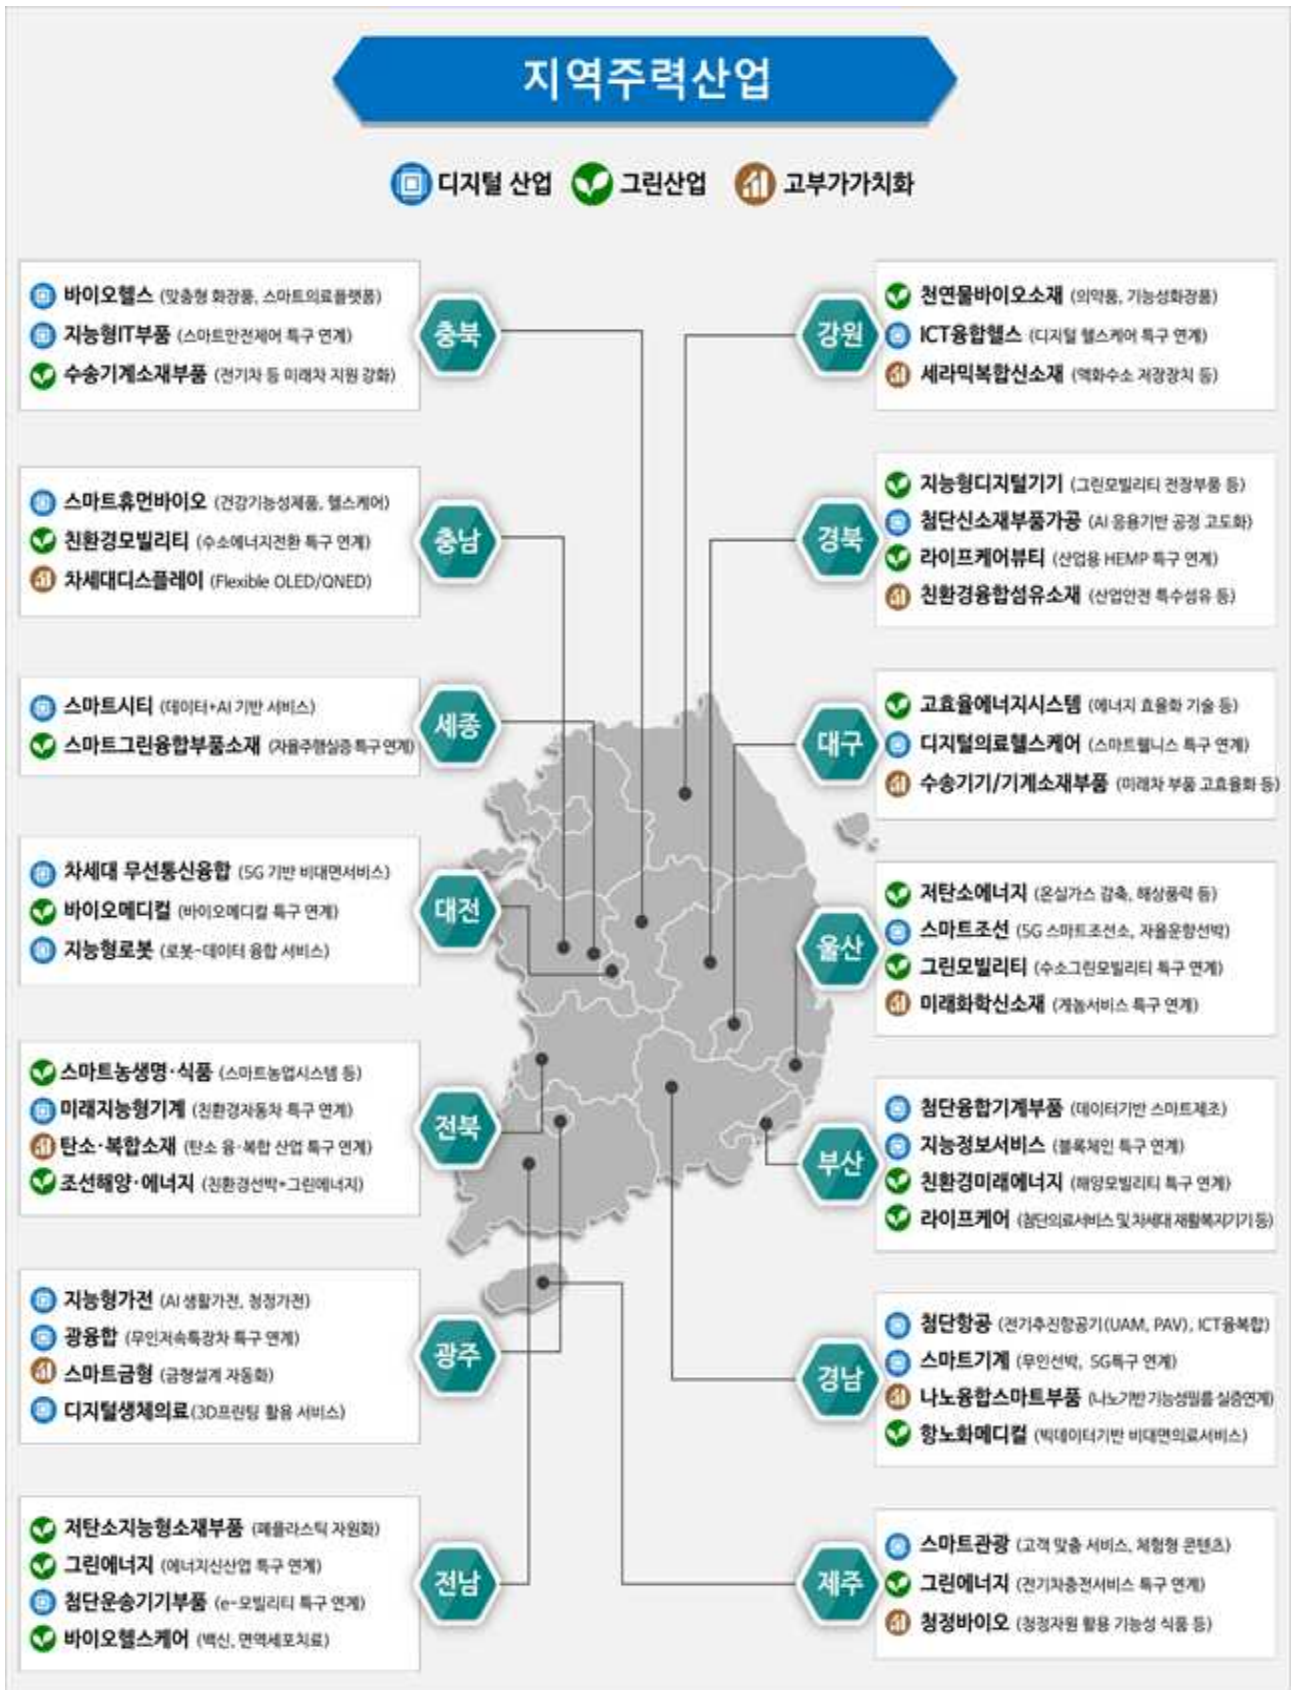 지역주력산업
디지털 산업 그린산업 고부가가치화
충북
바이오헬스 (맞춤형 화장품, 스마트의료플랫폼)
지능형IT부품 (스마트안전제어 특구 연계)
수송기계소재부품 (전기차 등 미래차 지원 강화)
충남
스마트휴먼바이오 (건강기능성제품, 헬스케어)
친환경모빌리티 (수소에너지전환 특구 연계)
차세대디스플레이 (Flexible OLED/QNED)
세종
스마트시티 (데이터+AI 기반 서비스)
스마트그린융합부품소재 (자율주행실증 특구 연계)
대전
차세대 무선통신융합 (5G 기반 비대면서비스)
바이오메디컬 (바이오메디컬 특구 연계)
지능형로봇 (로봇-데이터 융합 서비스)
전북
스마트농생명·식품 (스마트농업시스템 등)
미래지능형기계 (친환경자동차 특구 연계)
탄소·복합소재 (탄소 융·복합 산업 특구 연계)
조선해양·에너지 (친환경선박+그린에너지)
광주
지능형가전 (AI 생활가전, 청정가전)
광융합 (무인저속특장차 특구 연계)
스마트금형 (금형설계 자동화)
디지털생체의료 (3D프린팅 활용 서비스)
전남
저탄소지능형소재부품 (폐플라스틱 자원화)
그린에너지 (에너지신산업 특구 연계)
첨단운송기기부품 (e-모빌리티 특구 연계)
바이오헬스케어 (백신, 면역세포치료)
강원
천연물바이오소재 (의약품, 기능성화장품)
ICT융합헬스 (디지털 헬스케어 특구 연계)
세라믹복합신소재 (액화수소 저장장치 등)
경북
지능형디지털기기 (그린모빌리티 전장부품 등)
첨단신소재부품가공 (AI 응용기반 공정 고도화)
라이프케어뷰티 (산업용 HEMP 특구 연계)
친환경융합섬유소재 (산업안전 특수섬유 등)
대구
고효율에너지시스템 (에너지 효율화 기술 등)
디지털의료헬스케어 (스마트웰니스 특구 연계)
수송기기/기계소재부품 (미래차 부품 고효율화 등)
울산
저탄소에너지 (온실가스 감축, 해상풍력 등)
스마트조선 (5G 스마트조선소, 자율운항선박)
그린모빌리티 (수소그린모빌리티 특구 연계)
미래화학신소재 (게놈서비스 특구 연계)
부산
첨단융합기계부품 (데이터기반 스마트제조)
지능정보서비스 (블록체인 특구 연계)
친환경미래에너지 (해양모빌리티 특구 연계)
라이프케어 (첨단의료서비스 및 차세대 재활복지기기 등)
경남
첨단항공 (전기추진항공기(UAM, PAV), ICT융복합)
스마트기계 (무인선박, 5G특구 연계)
나노융합스마트부품 (나노기반 기능성필름 실증연계)
항노화메디컬 (빅데이터기반 비대면의료서비스)
제주
스마트관광 (고객 맞춤 서비스, 체험형 콘텐츠)
그린에너지 (전기차충전서비스 특구 연계)
청정바이오 (청정자원 활용 기능성 식품 등)